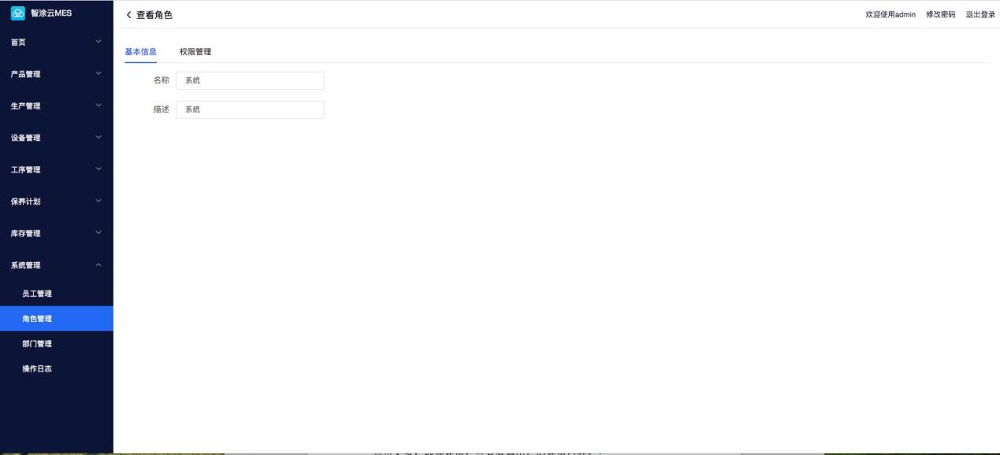 智涂云MES
查看角色
欢迎使用admin 修改密码 退出登录
首页
产品管理
生产管理
设备管理
工序管理
保养计划
库存管理
系统管理
员工管理
角色管理
部门管理
操作日志
基本信息 权限管理
名称 系统
描述 系统